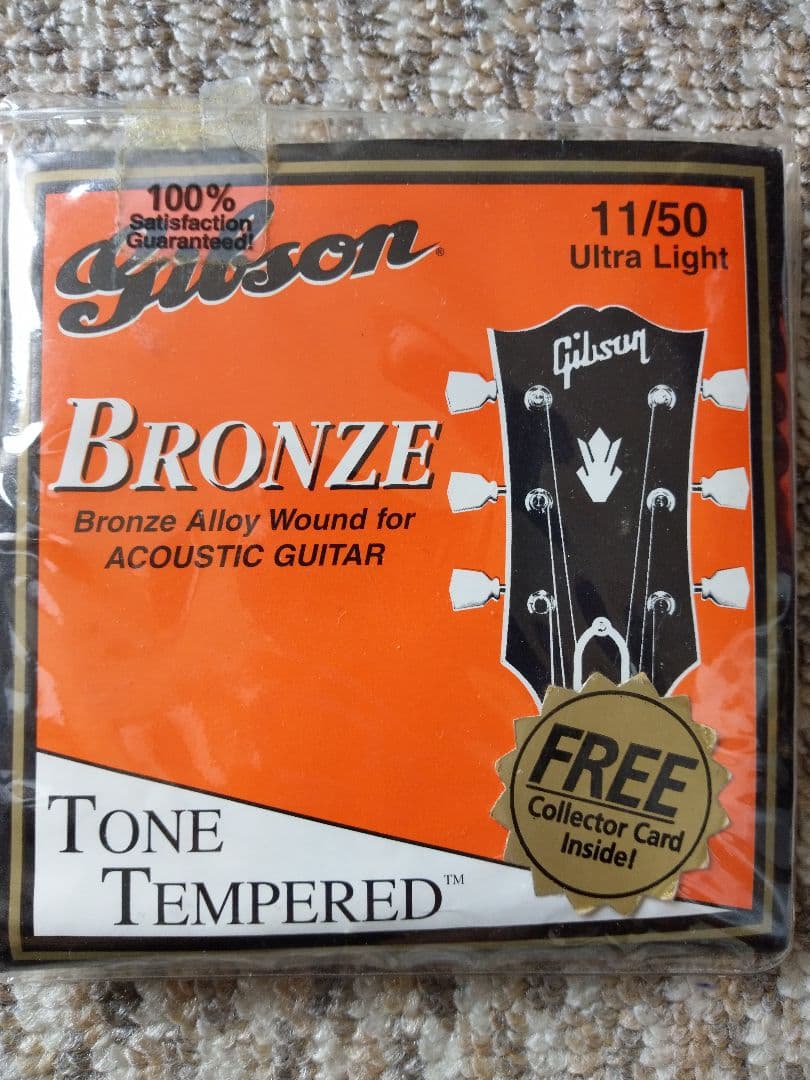 100%
Satisfaction
Guaranteed!
Gibson®
11/50
Ultra Light
Gibson
BRONZE
Bronze Alloy Wound for
ACOUSTIC GUITAR
FREE
Collector Card
Inside!
TONE
TEMPERED™